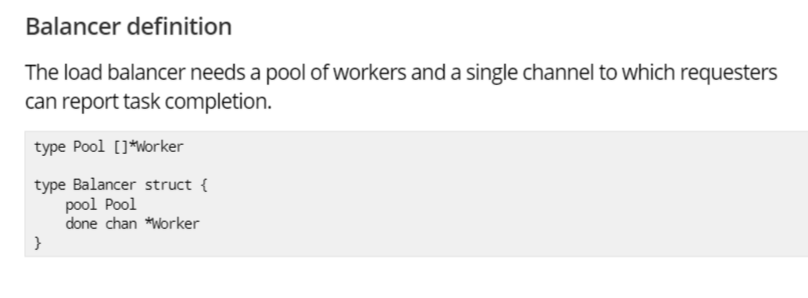 Balancer definition
The load balancer needs a pool of workers and a single channel to which requesters
can report task completion.
type Pool []*Worker
type Balancer struct {
    pool Pool
    done chan *Worker
}